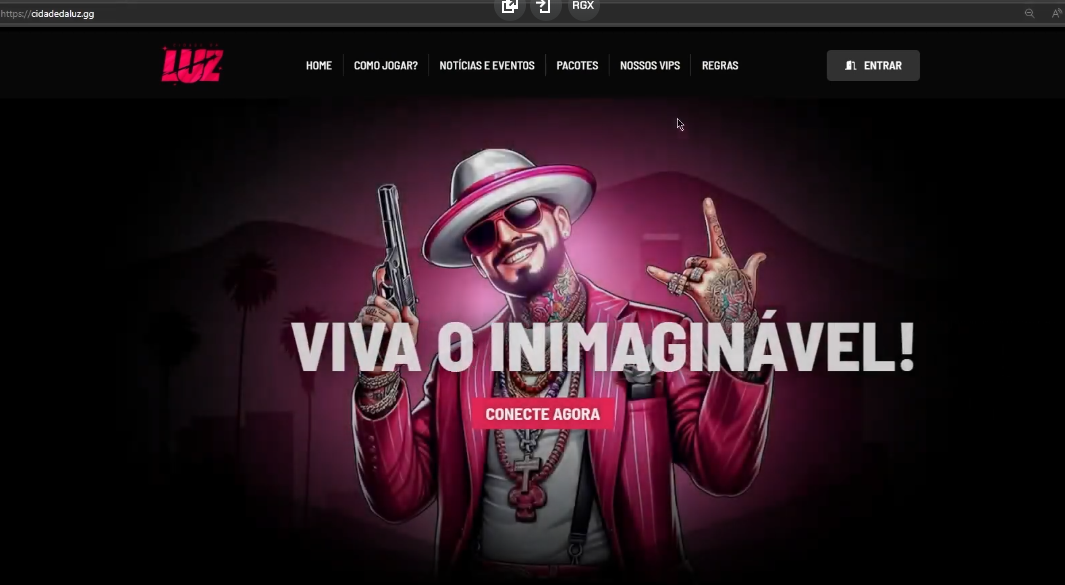 https://cidadedaluz.gg
RGX
LUZ
HOME
COMO JOGAR?
NOTÍCIAS E EVENTOS
PACOTES
NOSSOS VIPS
REGRAS
ENTRAR
VIVA O INIMAGINÁVEL!
CONECTE AGORA